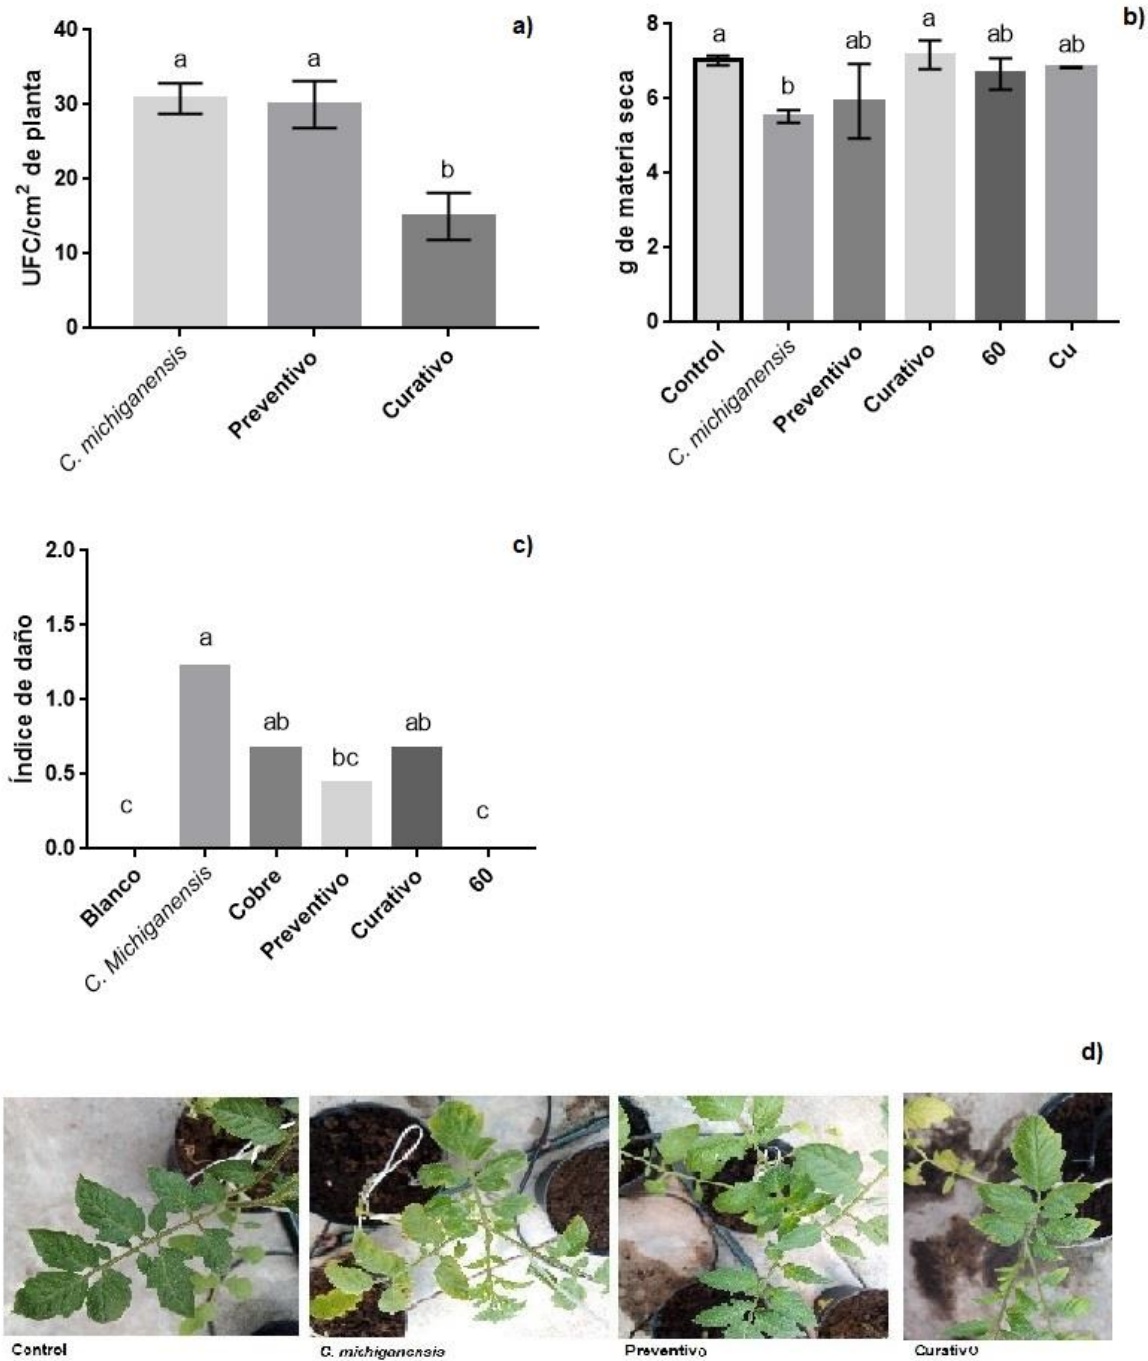 a)
UFC/cm² de planta
40
30
20
10
0
a
a
b
C. michiganensis
Preventivo
Curativo
b)
g de materia seca
8
6
4
2
0
a
b
ab
a
ab
ab
Control
C. michiganensis
Preventivo
Curativo
60
Cu
c)
Índice de daño
2.0
1.5
1.0
0.5
0.0
c
a
ab
bc
ab
c
Blanco
C. Michiganensis
Cobre
Preventivo
Curativo
60
d)
Control
C. michiganensis
Preventivo
Curativo